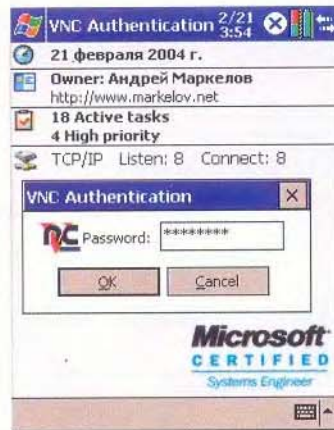 VNC Authentication 2/21 3:54
21 февраля 2004 г.
Owner: Андрей Маркелов
http://www.markelov.net
18 Active tasks
4 High priority
TCP/IP Listen: 8 Connect: 8
VNC Authentication
VNC Password: ********
OK Cancel
Microsoft
CERTIFIED
Systems Engineer